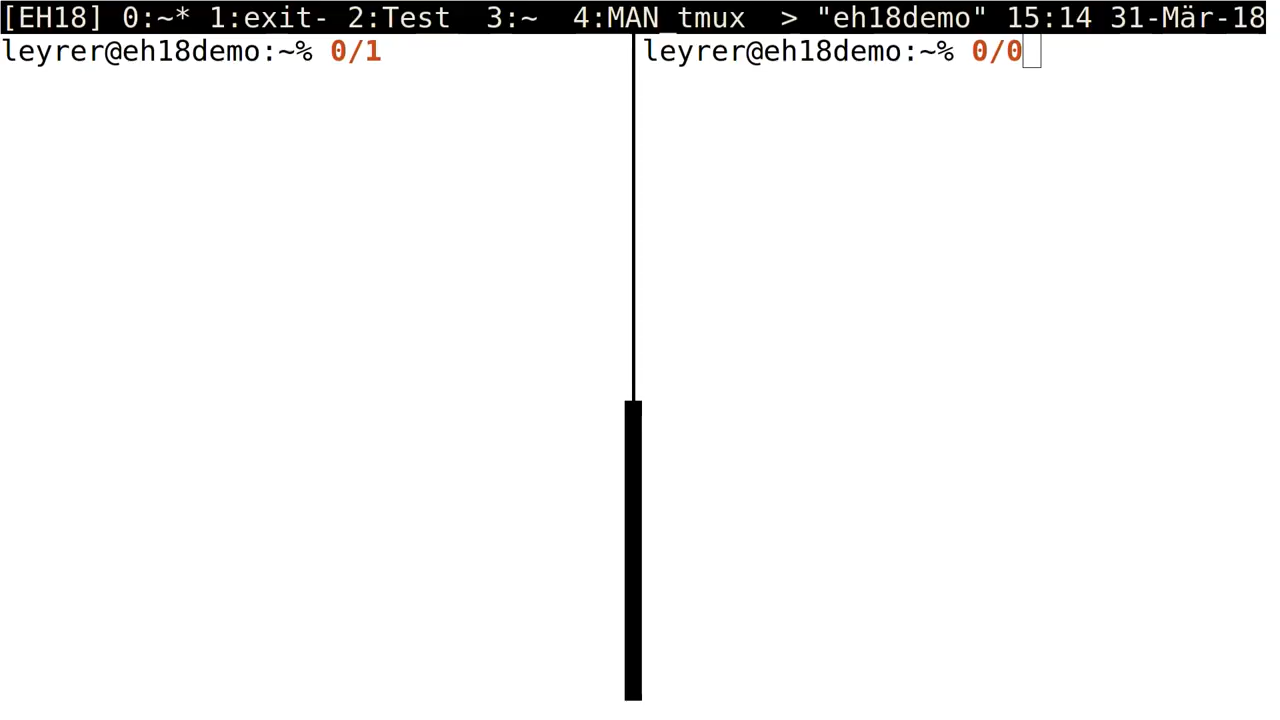 [EH18] 0:~* 1:exit- 2:Test  3:~  4:MAN tmux  > "eh18demo" 15:14 31-Mär-18
leyrer@eh18demo:~% 0/1
leyrer@eh18demo:~% 0/0